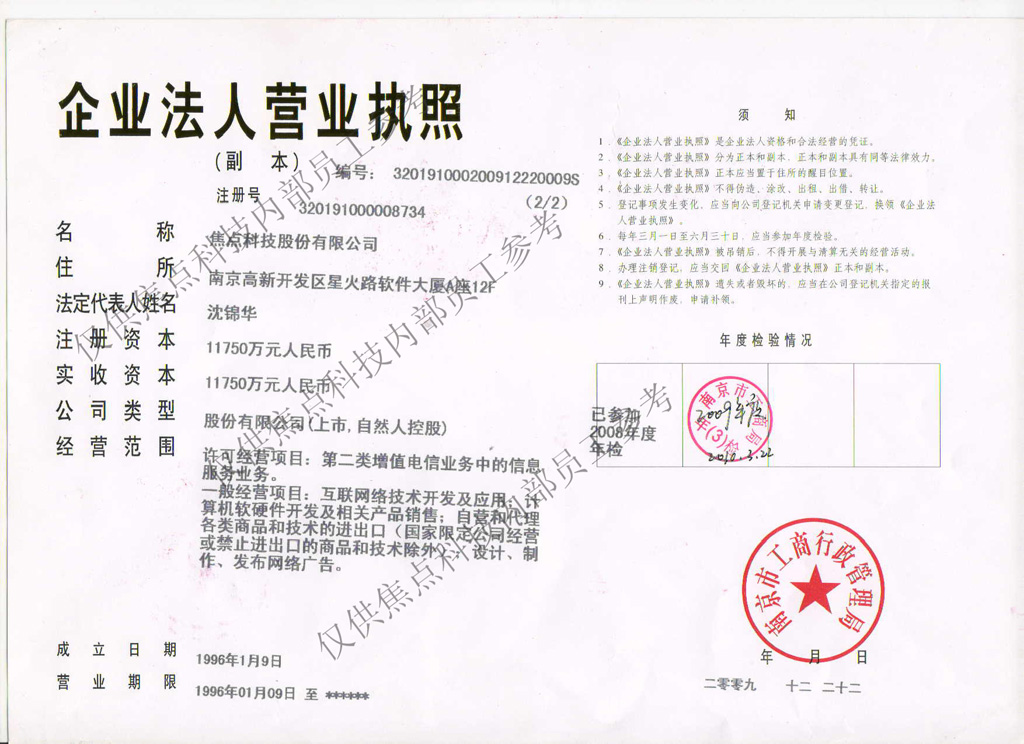 企业法人营业执照
(副 本)
编号: 320191000200912220009S
注册号 320191000008734
(2/2)
名 称 焦点科技股份有限公司
住 所 南京高新开发区星火路软件大厦A座12F
法定代表人姓名 沈锦华
注 册 资 本 11750万元人民币
实 收 资 本 11750万元人民币
公 司 类 型 股份有限公司(上市,自然人控股)
经 营 范 围
许可经营项目: 第二类增值电信业务中的信息
服务业务。
一般经营项目: 互联网络技术开发及应用、计
算机软硬件开发及相关产品销售; 自营和代理
各类商品和技术的进出口 (国家限定公司经营
或禁止进出口的商品和技术除外)、设计、制
作、发布网络广告。
成 立 日 期 1996年1月9日
营 业 期 限 1996年01月09日 至 ******
须 知
1.《企业法人营业执照》是企业法人资格和合法经营的凭证。
2.《企业法人营业执照》分为正本和副本,正本和副本具有同等法律效力。
3.《企业法人营业执照》正本应当置于住所的醒目位置。
4.《企业法人营业执照》不得伪造、涂改、出租、出借、转让。
5.登记事项发生变化,应当向公司登记机关申请变更登记,换领《企业法
人营业执照》。
6.每年三月一日至六月三十日,应当参加年度检验。
7.《企业法人营业执照》被吊销后,不得开展与清算无关的经营活动。
8.办理注销登记,应当交回《企业法人营业执照》正本和副本。
9.《企业法人营业执照》遗失或者毁坏的,应当在公司登记机关指定的报
刊上声明作废,申请补领。
年度检验情况
已参加
2008年度
年检
南京市工商局
2009年度
年(3)检
2010.3.22
南京市工商行政管理局
年 月 日
二零零九 十二 二十二
仅供焦点科技内部员工参考
仅供焦点科技内部员工参考
仅供焦点科技内部员工参考